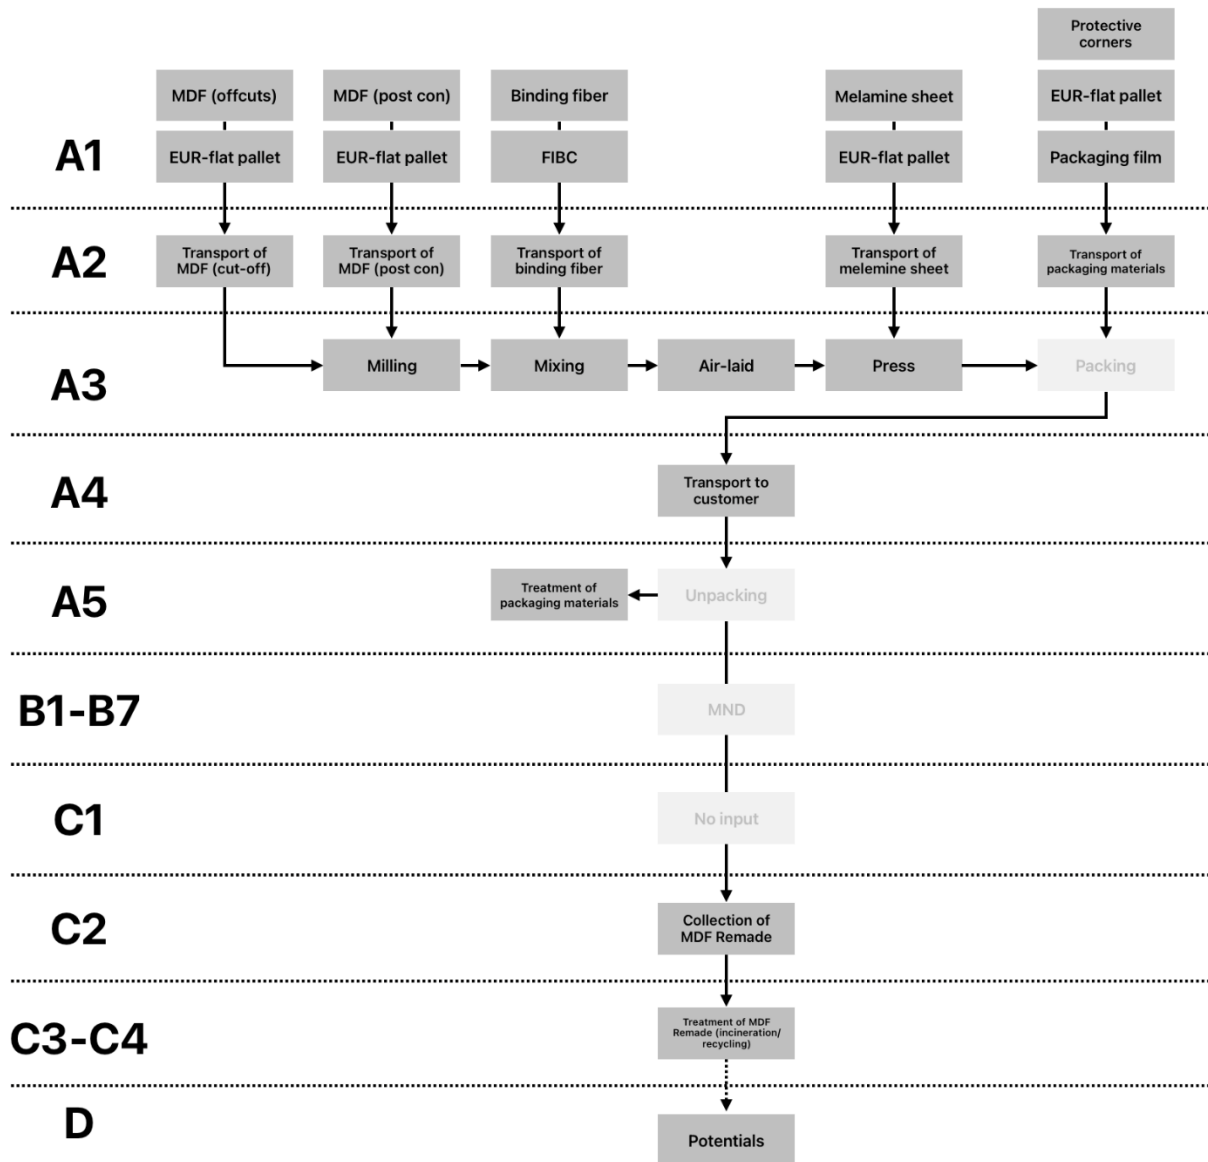 Protective
corners
MDF (offcuts)
MDF (post con)
Binding fiber
Melamine sheet
EUR-flat pallet
A1
EUR-flat pallet
EUR-flat pallet
FIBC
EUR-flat pallet
Packaging film
A2
Transport of
MDF (cut-off)
Transport of
MDF (post con)
Transport of
binding fiber
Transport of
melemine sheet
Transport of
packaging materials
A3
Milling
Mixing
Air-laid
Press
Packing
A4
Transport to
customer
A5
Treatment of
packaging materials
Unpacking
B1-B7
MND
C1
No input
C2
Collection of
MDF Remade
C3-C4
Treatment of MDF
Remade (incineration/
recycling)
D
Potentials